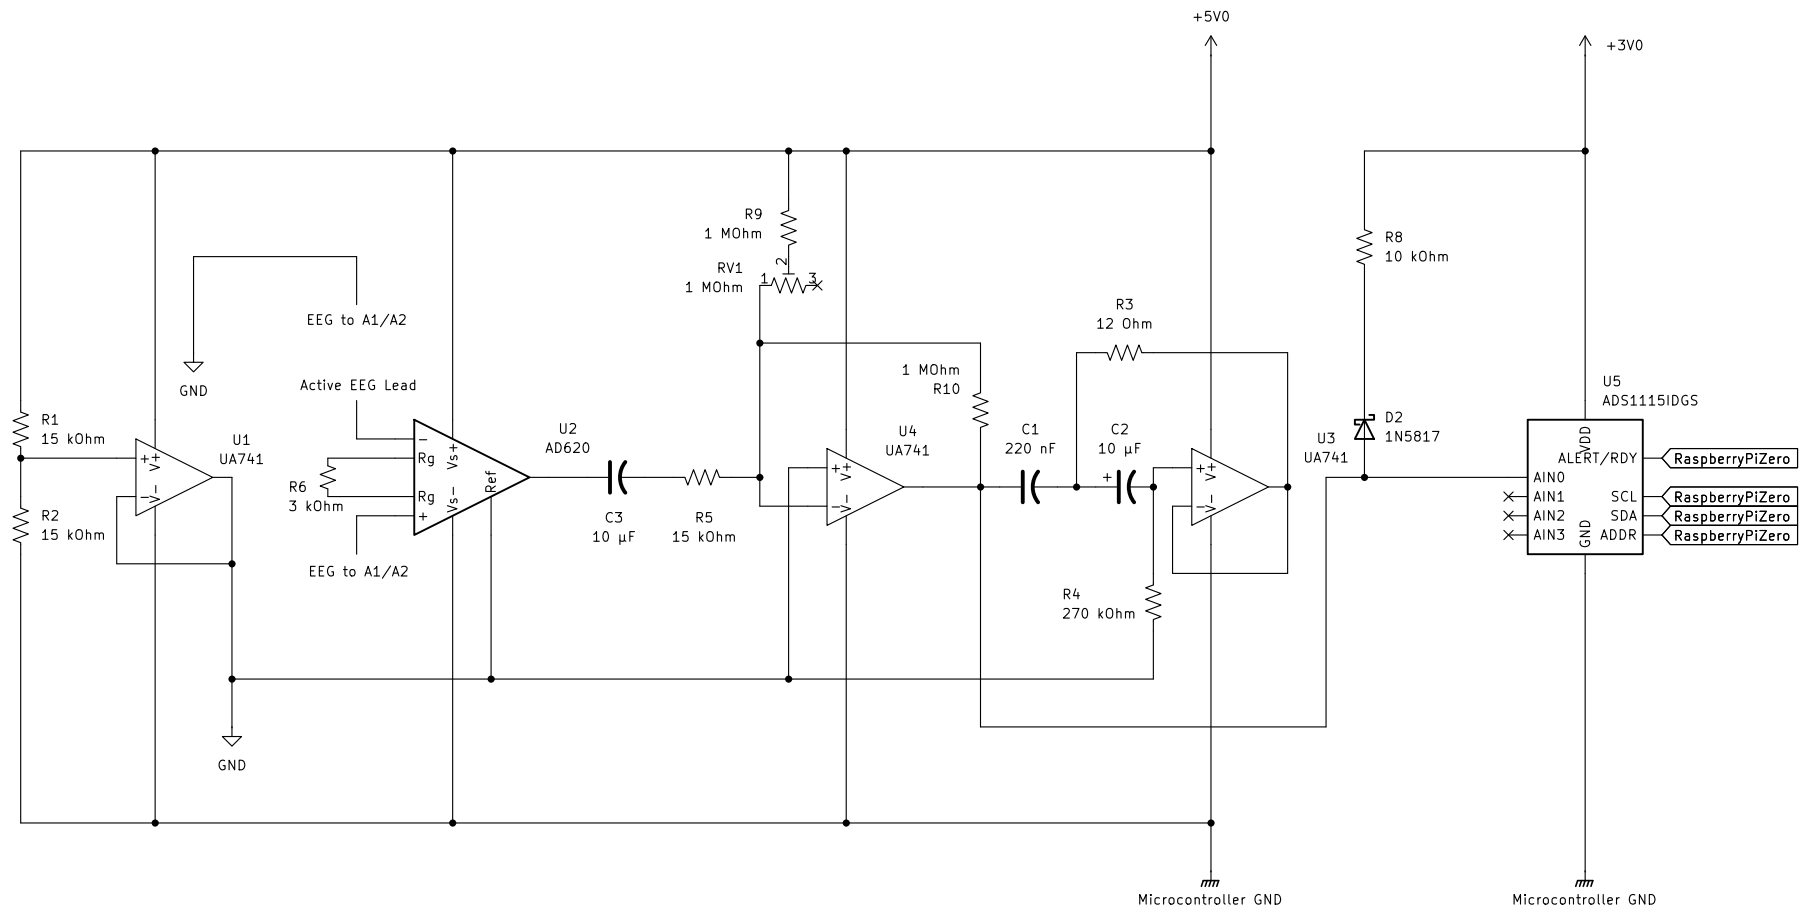 +5V0
+3V0
R9
1 MOhm
2
RV1
1 MOhm
1
3
EEG to A1/A2
GND
Active EEG Lead
R1
15 kOhm
R2
15 kOhm
U1
UA741
+
V+
-
V-
GND
R6
3 kOhm
-
Rg
Rg
+
Vs+
Vs-
Ref
EEG to A1/A2
U2
AD620
C3
10 µF
R5
15 kOhm
1 MOhm
R10
U4
UA741
+
V+
-
V-
C1
220 nF
R3
12 Ohm
C2
10 µF
+
R4
270 kOhm
U3
UA741
+
V+
-
V-
R8
10 kOhm
D2
1N5817
U5
ADS1115IDGS
VDD
ALERT/RDY
AIN0
AIN1
AIN2
AIN3
SCL
SDA
ADDR
GND
RaspberryPiZero
RaspberryPiZero
RaspberryPiZero
RaspberryPiZero
Microcontroller GND
Microcontroller GND